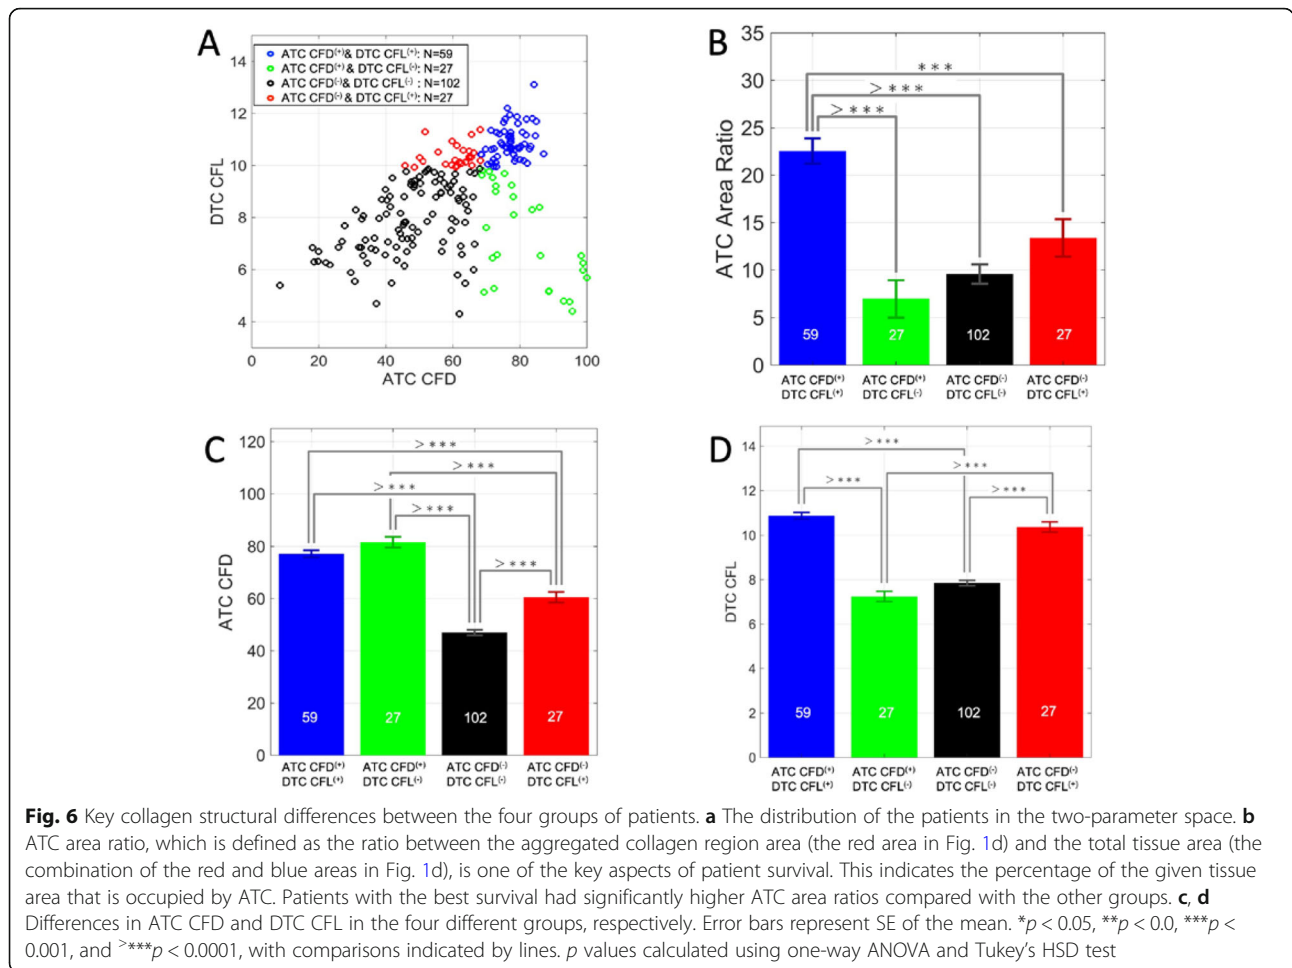 A
ATC CFD(+)& DTC CFL(+): N=59
ATC CFD(+) & DTC CFL(-): N=27
ATC CFD(-)& DTC CFL(-) : N=102
ATC CFD(-) & DTC CFL(+): N=27
14
12
10
8
6
4
DTC CFL
0
20
40
60
80
100
ATC CFD
B
35
30
25
20
15
10
5
0
ATC Area Ratio
***
>***
>***
59
27
102
27
ATC CFD(+) ATC CFD(+) ATC CFD(-) ATC CFD(-)
DTC CFL(+) DTC CFL(-) DTC CFL(-) DTC CFL(+)
C
120
100
80
60
40
20
0
ATC CFD
>***
>***
>***
>***
>***
59
27
102
27
ATC CFD(+) ATC CFD(+) ATC CFD(-) ATC CFD(-)
DTC CFL(+) DTC CFL(-) DTC CFL(-) DTC CFL(+)
D
14
12
10
8
6
4
2
0
DTC CFL
>***
>***
>***
>***
59
27
102
27
ATC CFD(+) ATC CFD(+) ATC CFD(-) ATC CFD(-)
DTC CFL(+) DTC CFL(-) DTC CFL(-) DTC CFL(+)
Fig. 6 Key collagen structural differences between the four groups of patients. a The distribution of the patients in the two-parameter space. b
ATC area ratio, which is defined as the ratio between the aggregated collagen region area (the red area in Fig. 1d) and the total tissue area (the
combination of the red and blue areas in Fig. 1d), is one of the key aspects of patient survival. This indicates the percentage of the given tissue
area that is occupied by ATC. Patients with the best survival had significantly higher ATC area ratios compared with the other groups. c, d
Differences in ATC CFD and DTC CFL in the four different groups, respectively. Error bars represent SE of the mean. *p < 0.05, **p < 0.0, ***p <
0.001, and >***p < 0.0001, with comparisons indicated by lines. p values calculated using one-way ANOVA and Tukey's HSD test